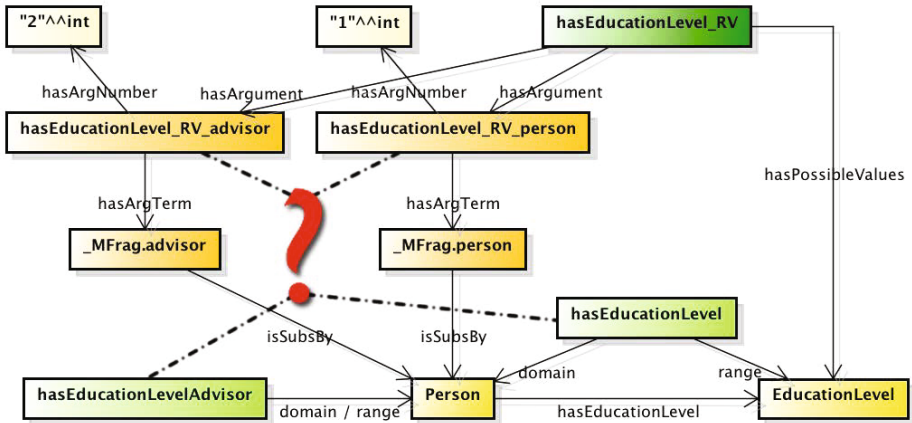 "2"^^int
"1"^^int
hasEducationLevel_RV
hasArgNumber
hasArgument
hasArgNumber
hasArgument
hasEducationLevel_RV_advisor
hasEducationLevel_RV_person
hasPossibleValues
hasArgTerm
hasArgTerm
_MFrag.advisor
_MFrag.person
?
hasEducationLevel
isSubsBy
isSubsBy
domain
range
hasEducationLevelAdvisor
domain / range
Person
hasEducationLevel
EducationLevel